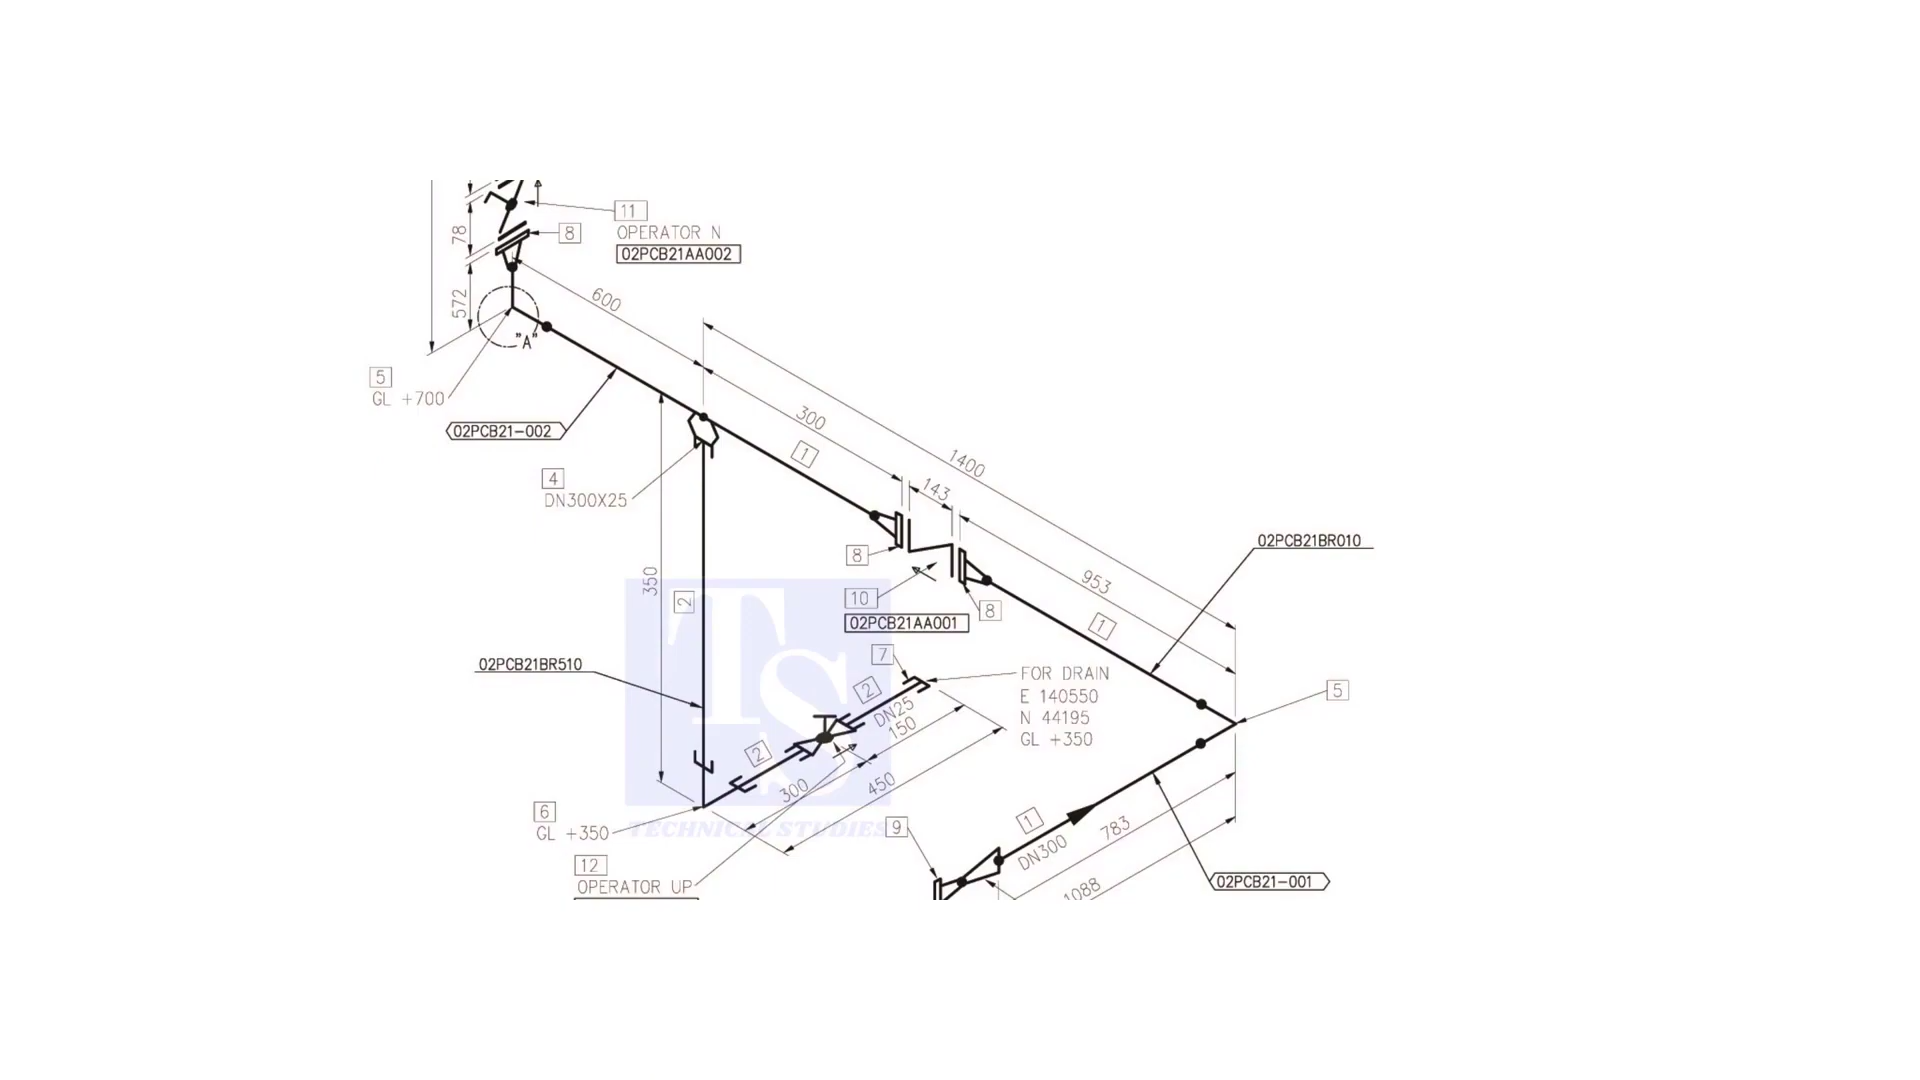 11
OPERATOR N
02PCB21AA002
8
78
572
600
"A"
5
GL +700
02PCB21-002
300
1
1400
4
DN300X25
143
8
02PCB21BR010
953
10
02PCB21AA001
8
1
350
2
02PCB21BR510
7
FOR DRAIN
E 140550
N 44195
GL +350
5
2
DN25
150
2
300
450
TS
TECHNICAL STUDIES
6
GL +350
12
OPERATOR UP
9
1
DN300
783
1088
02PCB21-001